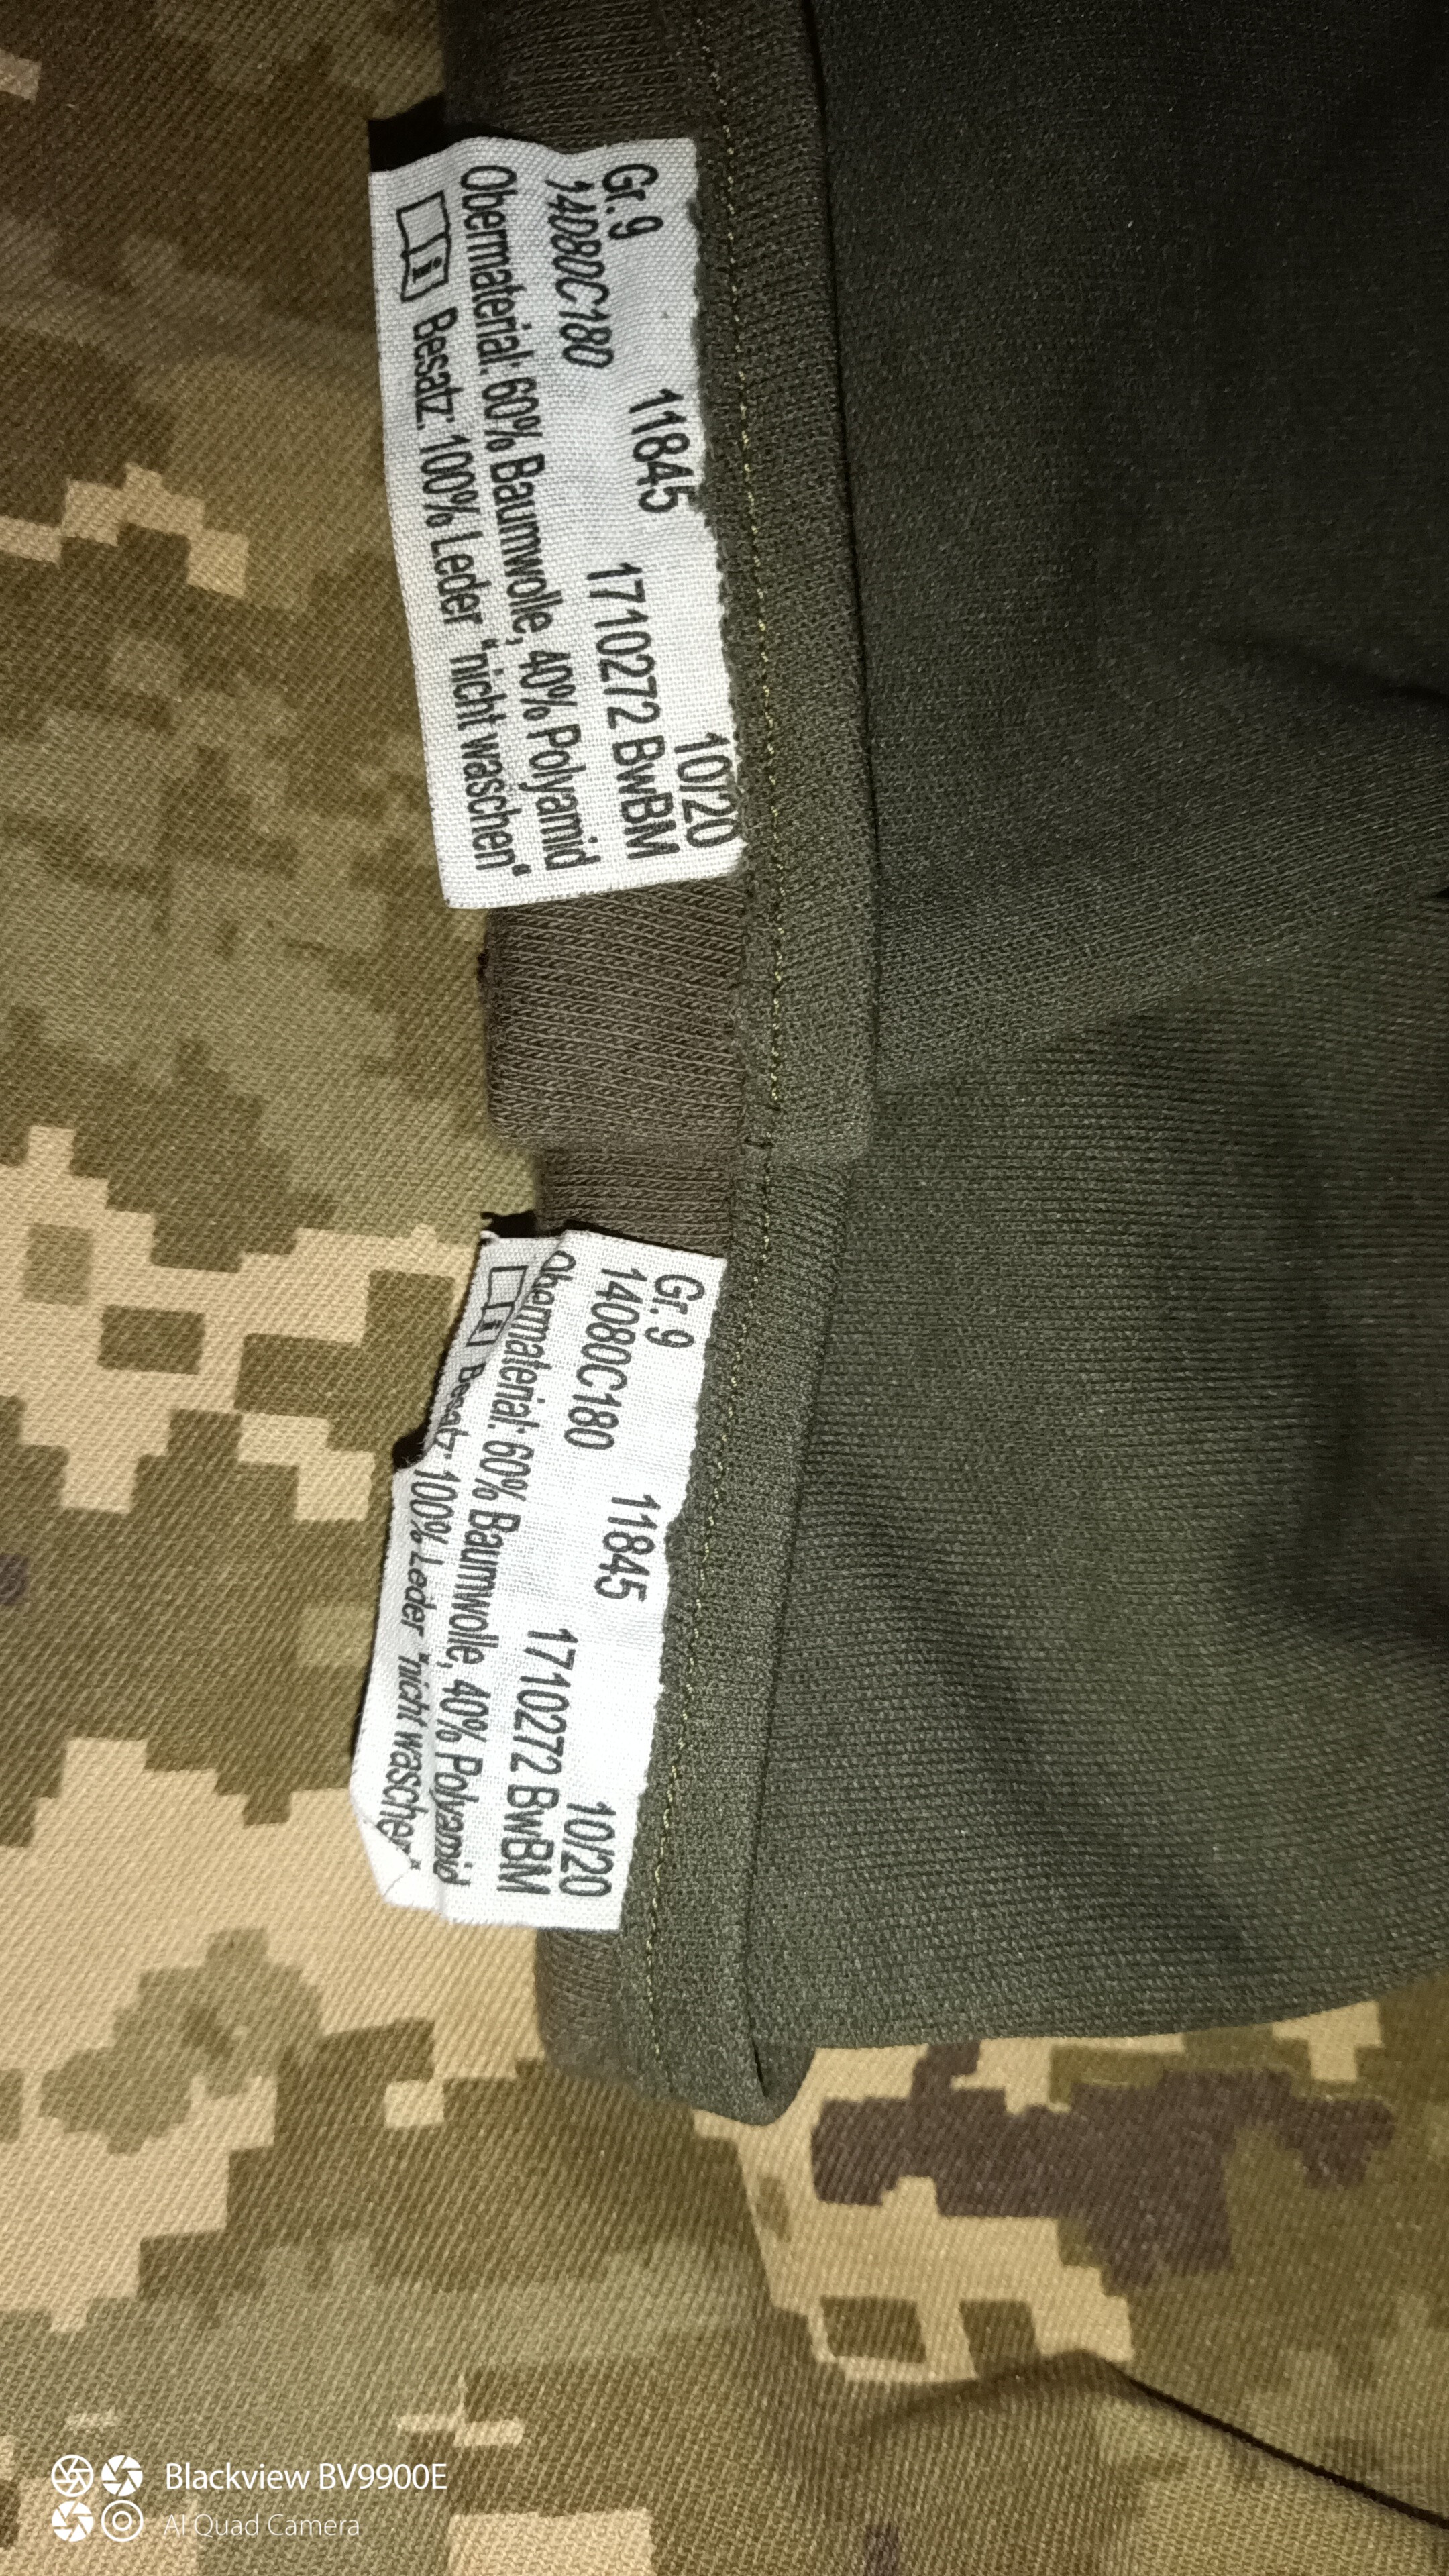 Gr. 9 11845 10/20
14080C180 1710272 BwBM
Obermaterial: 60% Baumwolle, 40% Polyamid
i Besatz: 100% Leder "nicht waschen"
Gr. 9 11845 10/20
14080C180 1710272 BwBM
Obermaterial: 60% Baumwolle, 40% Polyamid
i Besatz: 100% Leder "nicht waschen"
Blackview BV9900E
AI Quad Camera